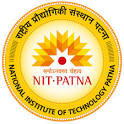 राष्ट्रीय प्रौद्योगिकी संस्थान पटना
NIT-PATNA
NATIONAL INSTITUTE OF TECHNOLOGY PATNA